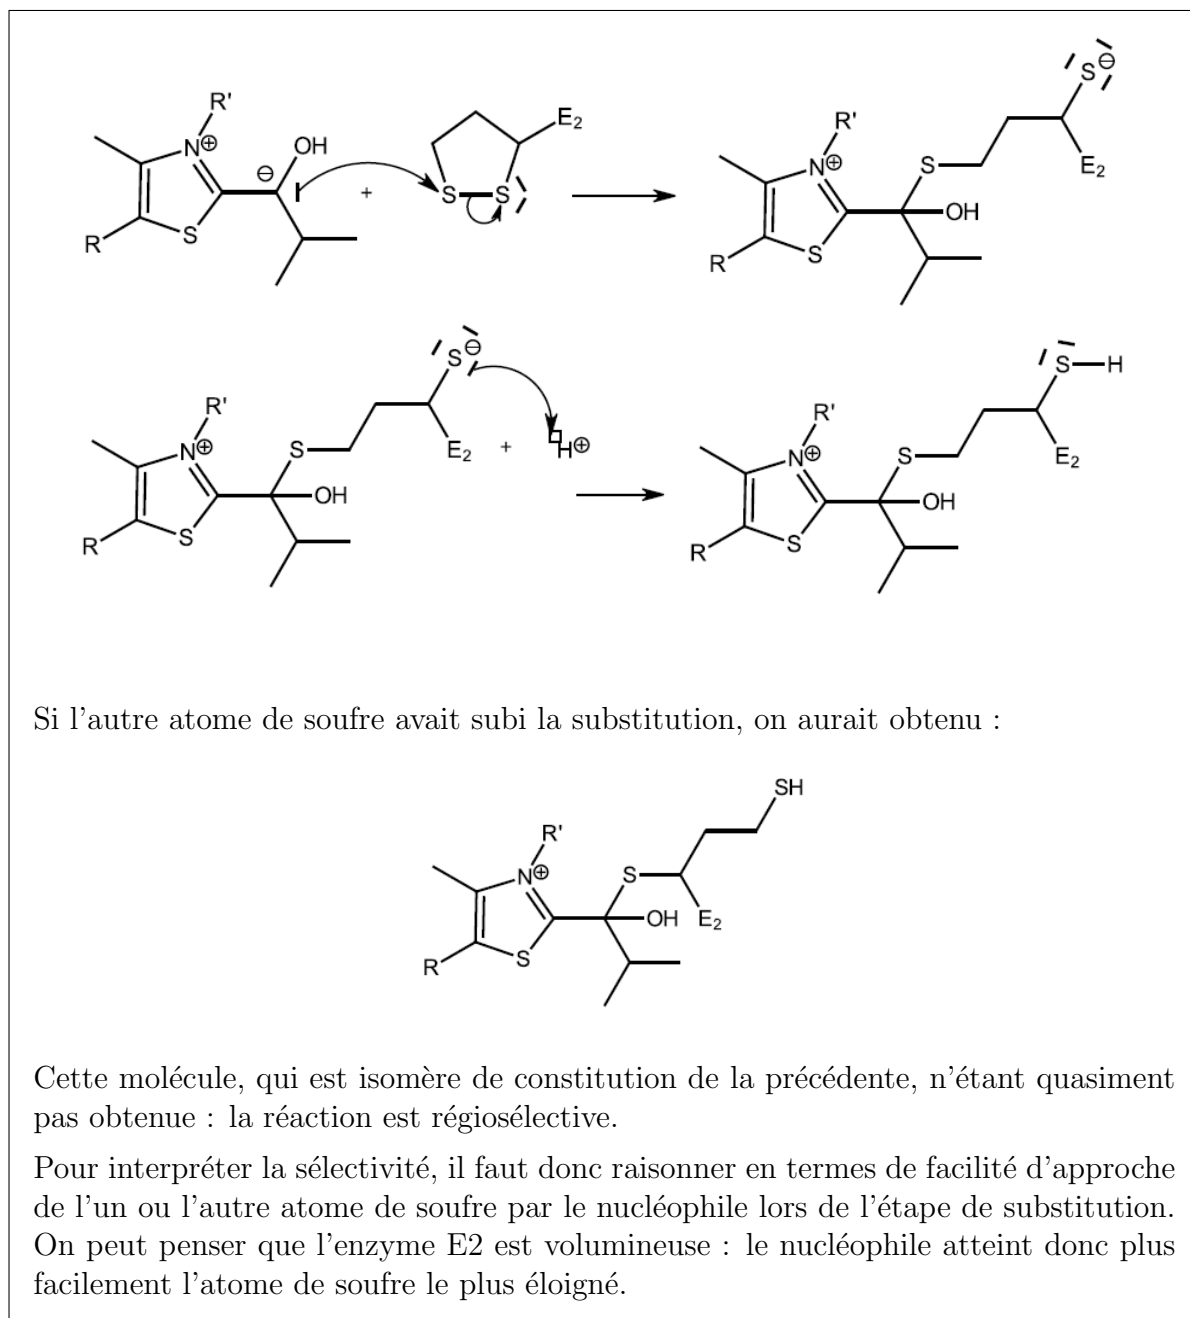 R'
N⊕
OH
⊖
R
S
+
S S
E₂
R'
N⊕
S
S⊖
E₂
OH
R
S
R'
N⊕
S
S⊖
E₂
OH
R
S
+
H⊕
R'
N⊕
S
S H
E₂
OH
R
S
Si l'autre atome de soufre avait subi la substitution, on aurait obtenu :
SH
R'
N⊕
S
OH
E₂
R
S
Cette molécule, qui est isomère de constitution de la précédente, n'étant quasiment
pas obtenue : la réaction est régiosélective.
Pour interpréter la sélectivité, il faut donc raisonner en termes de facilité d'approche
de l'un ou l'autre atome de soufre par le nucléophile lors de l'étape de substitution.
On peut penser que l'enzyme E2 est volumineuse : le nucléophile atteint donc plus
facilement l'atome de soufre le plus éloigné.